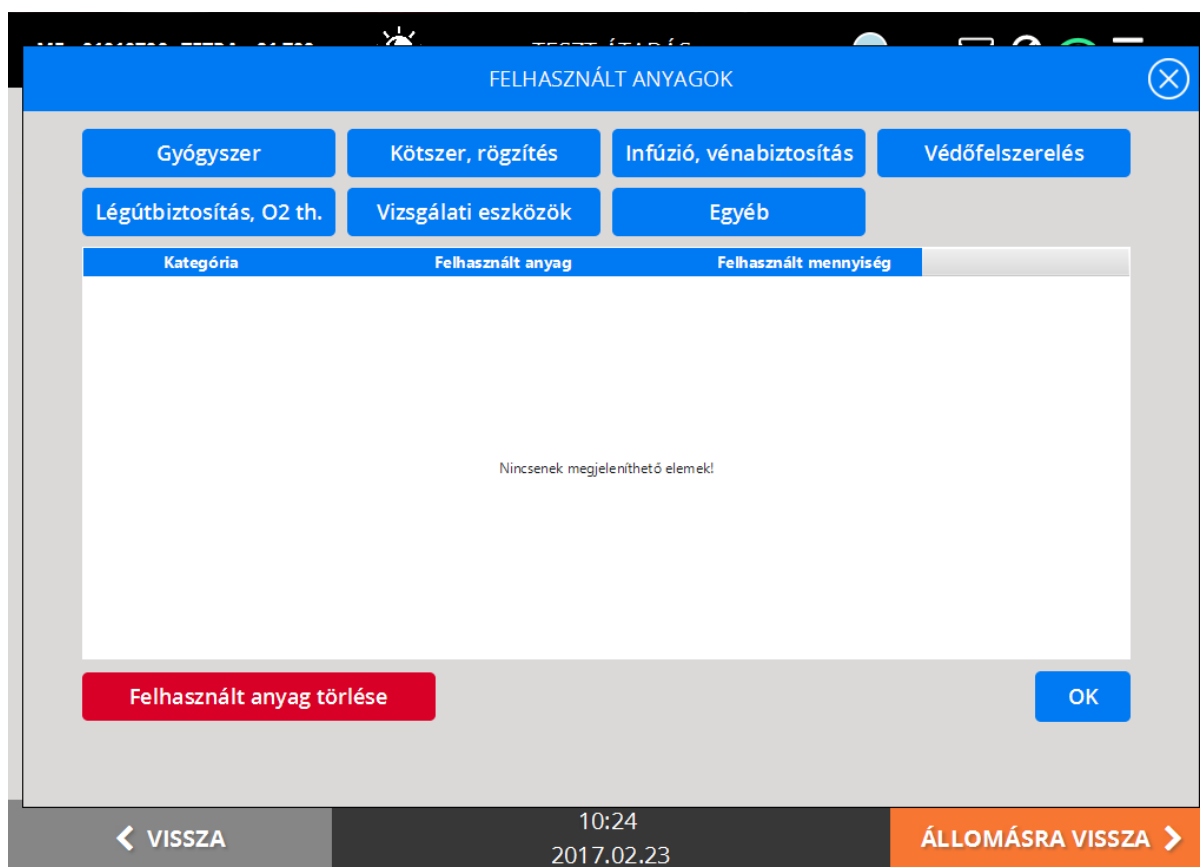 FELHASZNÁLT ANYAGOK
Gyógyszer Kötszer, rögzítés Infúzió, vénabiztosítás Védőfelszerelés
Légútbiztosítás, O2 th. Vizsgálati eszközök Egyéb
Kategória Felhasznált anyag Felhasznált mennyiség
Nincsenek megjeleníthető elemek!
Felhasznált anyag törlése OK
VISSZA 10:24 ÁLLOMÁSRA VISSZA
2017.02.23